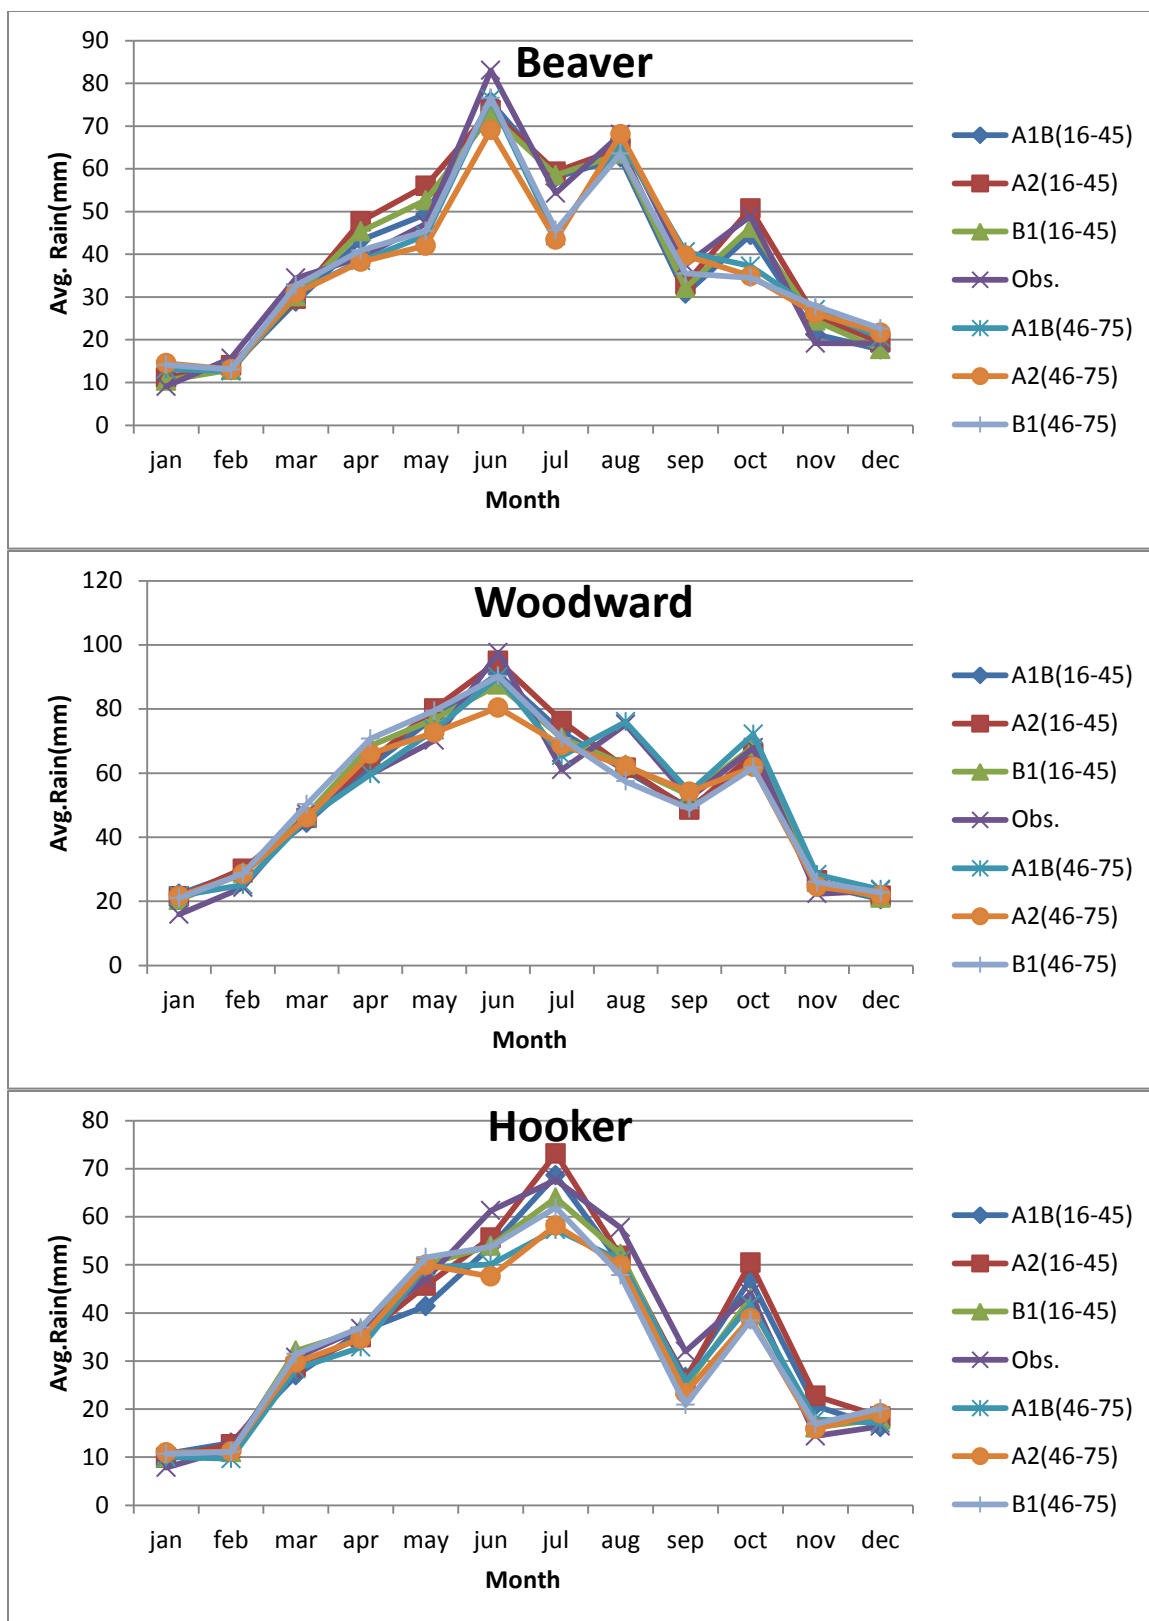 Beaver
Avg. Rain(mm)
90
80
70
60
50
40
30
20
10
0
jan feb mar apr may jun jul aug sep oct nov dec
Month
A1B(16-45)
A2(16-45)
B1(16-45)
Obs.
A1B(46-75)
A2(46-75)
B1(46-75)
Woodward
Avg.Rain(mm)
120
100
80
60
40
20
0
jan feb mar apr may jun jul aug sep oct nov dec
Month
A1B(16-45)
A2(16-45)
B1(16-45)
Obs.
A1B(46-75)
A2(46-75)
B1(46-75)
Hooker
Avg.Rain(mm)
80
70
60
50
40
30
20
10
0
jan feb mar apr may jun jul aug sep oct nov dec
Month
A1B(16-45)
A2(16-45)
B1(16-45)
Obs.
A1B(46-75)
A2(46-75)
B1(46-75)